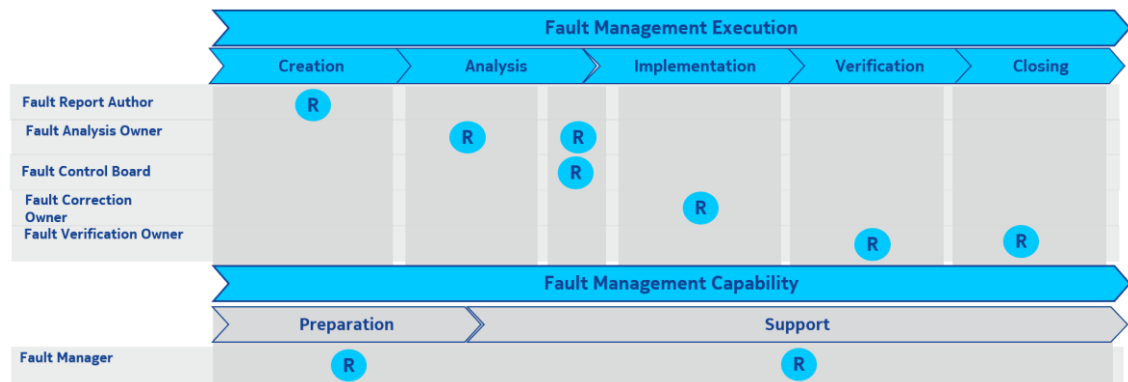 Fault Management Execution
Creation Analysis Implementation Verification Closing
Fault Report Author R
Fault Analysis Owner R R
Fault Control Board R
Fault Correction
Owner R
Fault Verification Owner R R
Fault Management Capability
Preparation Support
Fault Manager R R